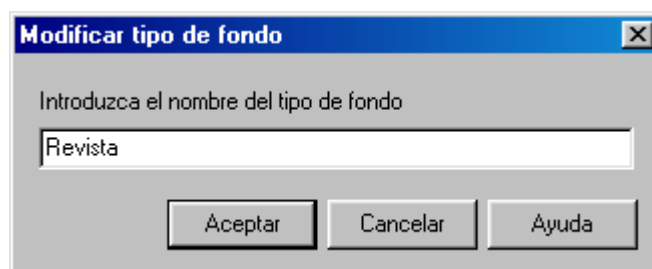 Modificar tipo de fondo
Introduzca el nombre del tipo de fondo
Revista
Aceptar Cancelar Ayuda